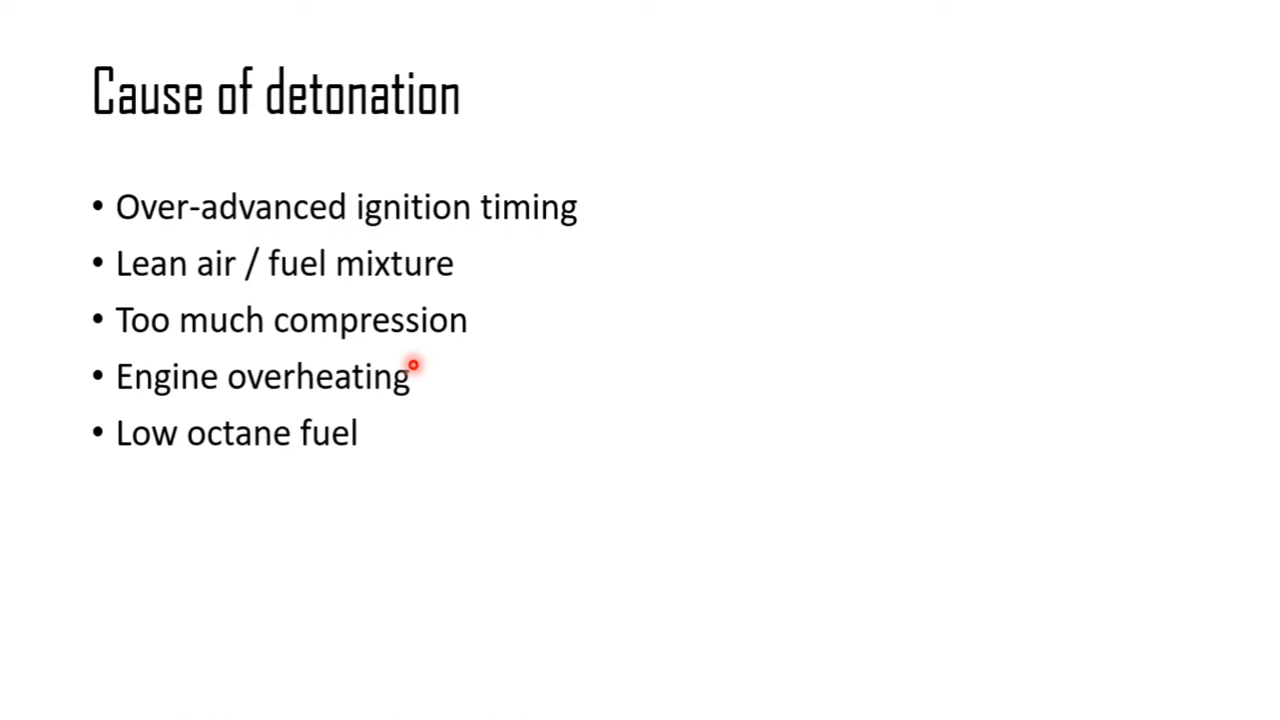 Cause of detonation
• Over-advanced ignition timing
• Lean air / fuel mixture
• Too much compression
• Engine overheating
• Low octane fuel